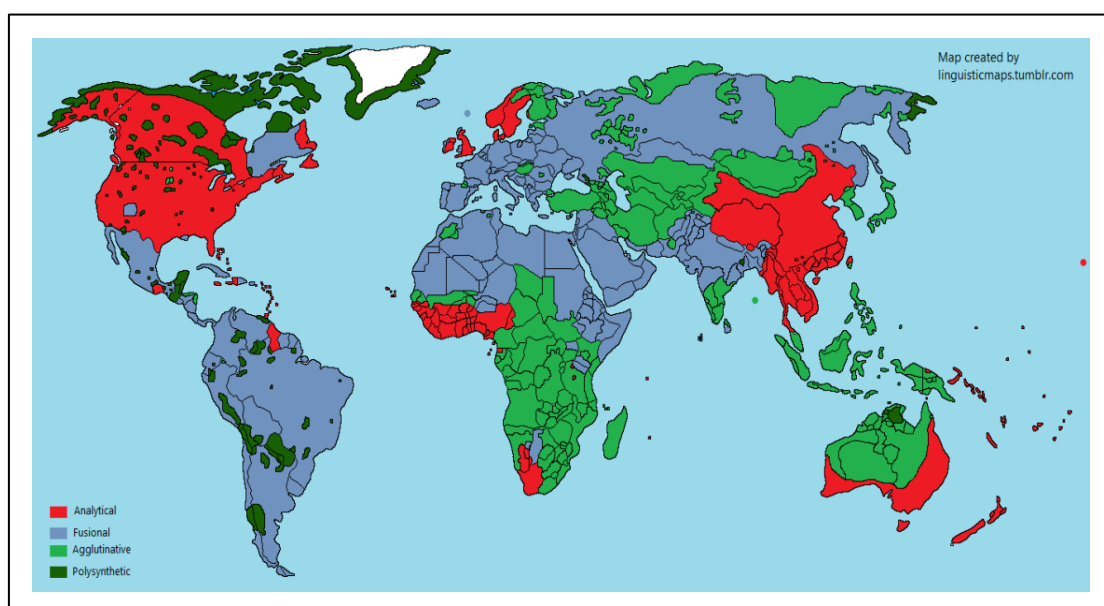 Map created by
linguisticmaps.tumblr.com
Analytical
Fusional
Agglutinative
Polysynthetic